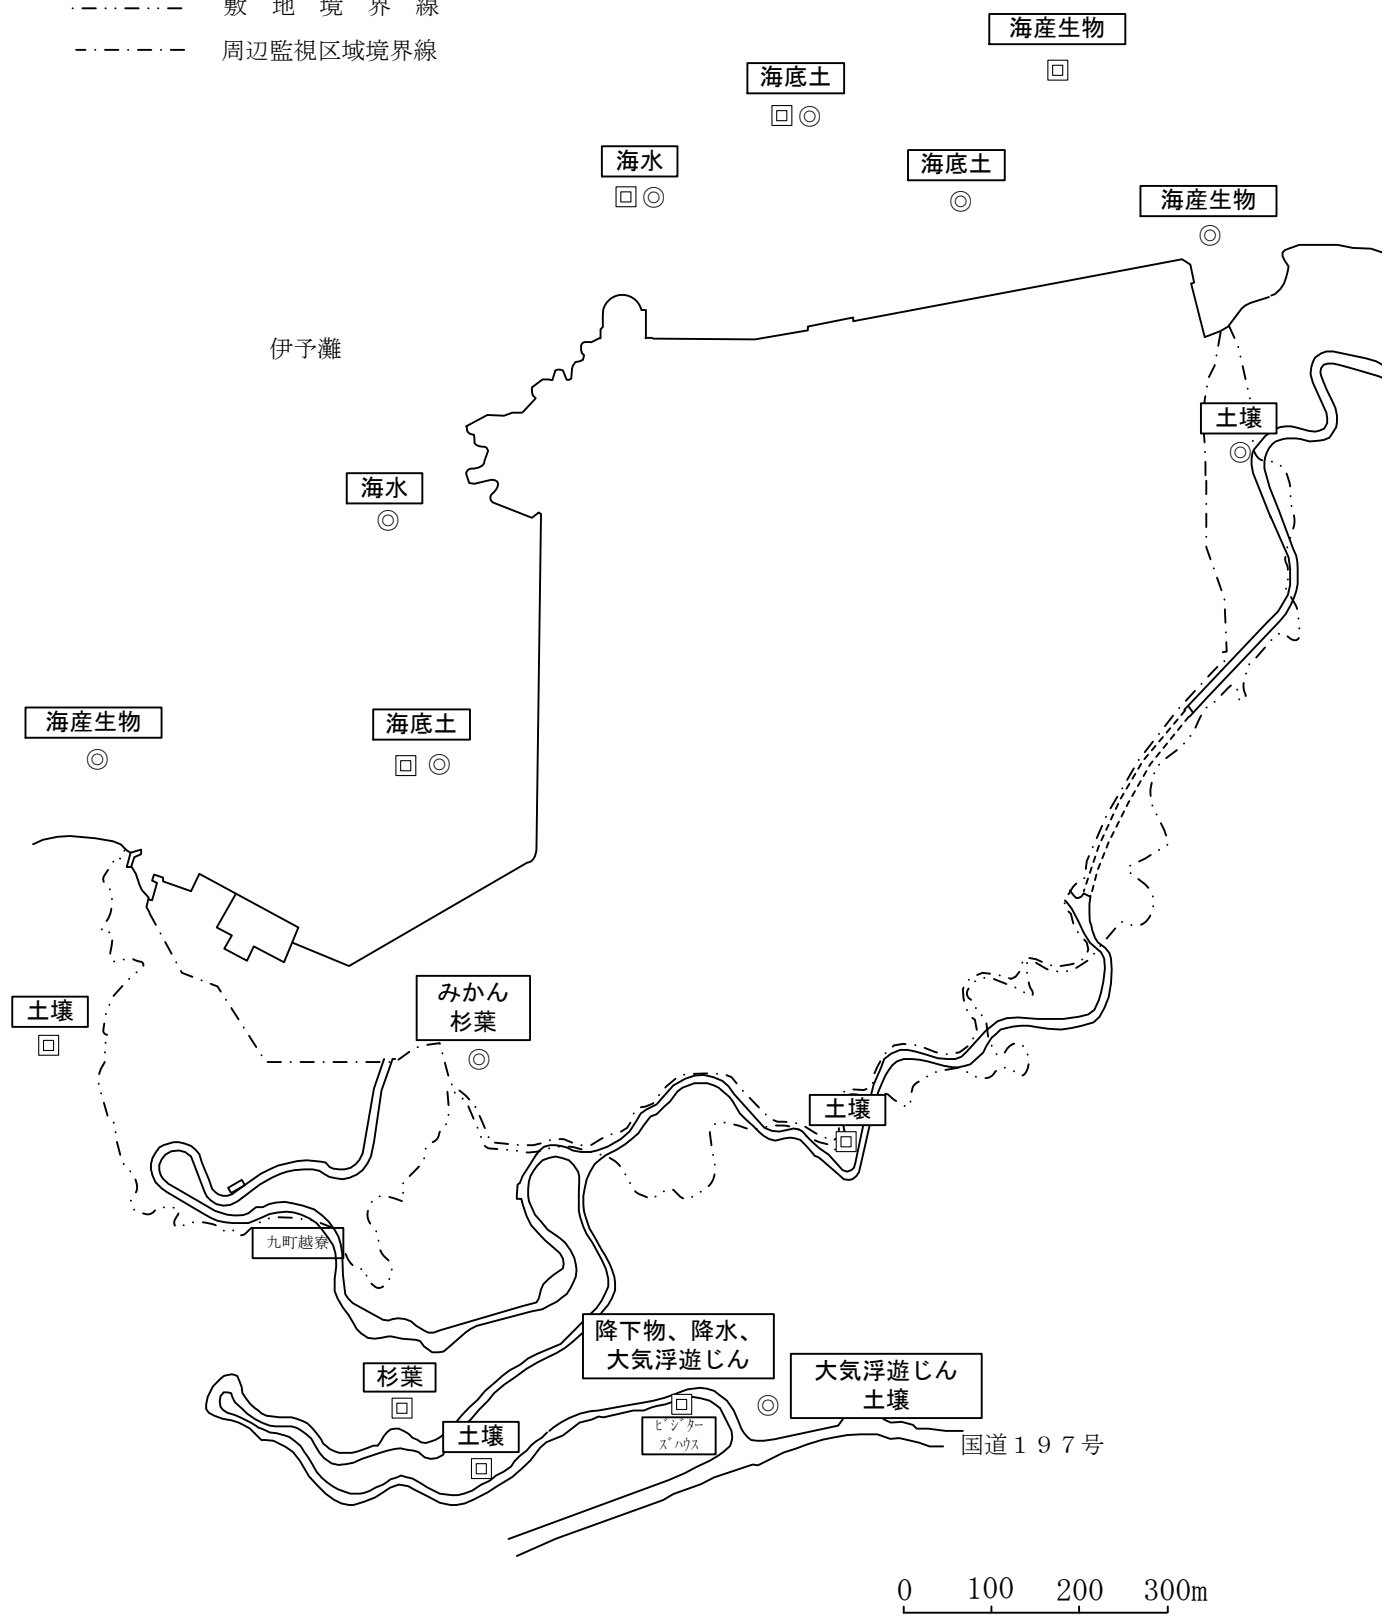 敷地境界線
周辺監視区域境界線
海産生物
海底土
海水
海底土
海産生物
伊予灘
土壌
海水
海産生物
海底土
みかん
杉葉
土壌
土壌
九町越寮
降下物、降水、
大気浮遊じん
大気浮遊じん
土壌
杉葉
土壌
ビジター
ズハウス
国道１９７号
0 100 200 300m